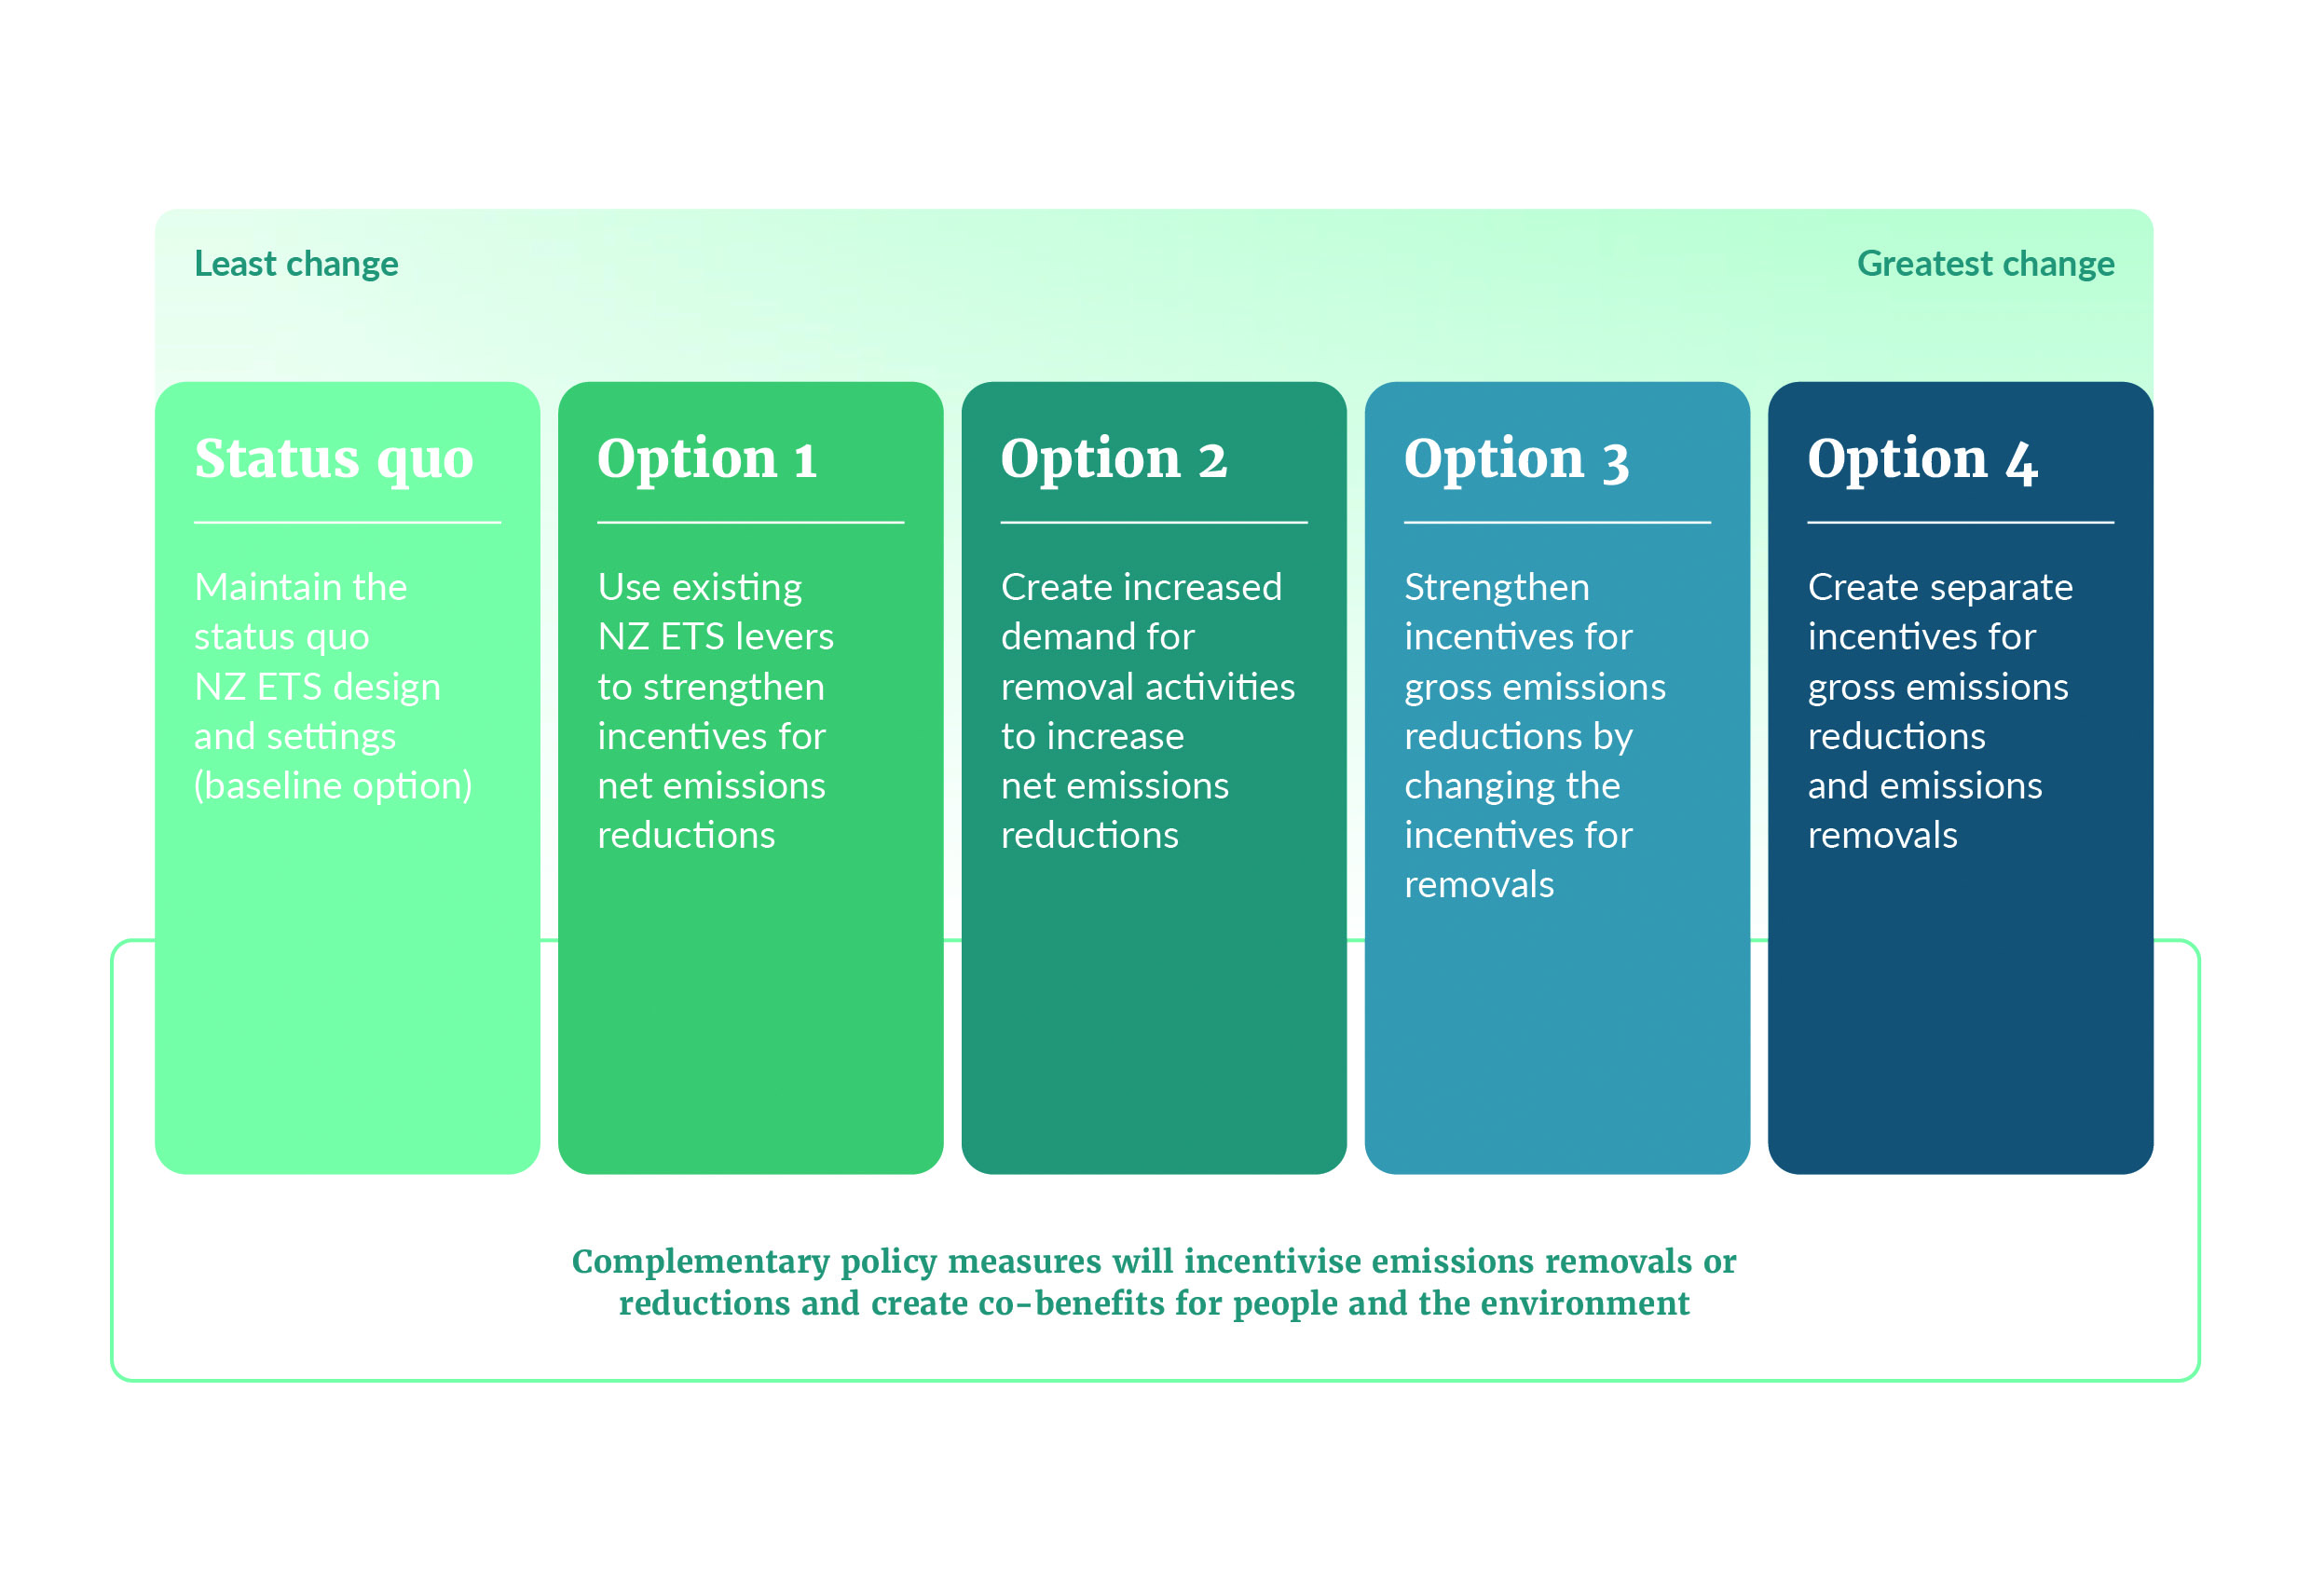 Least change
Greatest change
Status quo
Maintain the
status quo
NZ ETS design
and settings
(baseline option)
Option 1
Use existing
NZ ETS levers
to strengthen
incentives for
net emissions
reductions
Option 2
Create increased
demand for
removal activities
to increase
net emissions
reductions
Option 3
Strengthen
incentives for
gross emissions
reductions by
changing the
incentives for
removals
Option 4
Create separate
incentives for
gross emissions
reductions
and emissions
removals
Complementary policy measures will incentivise emissions removals or
reductions and create co-benefits for people and the environment